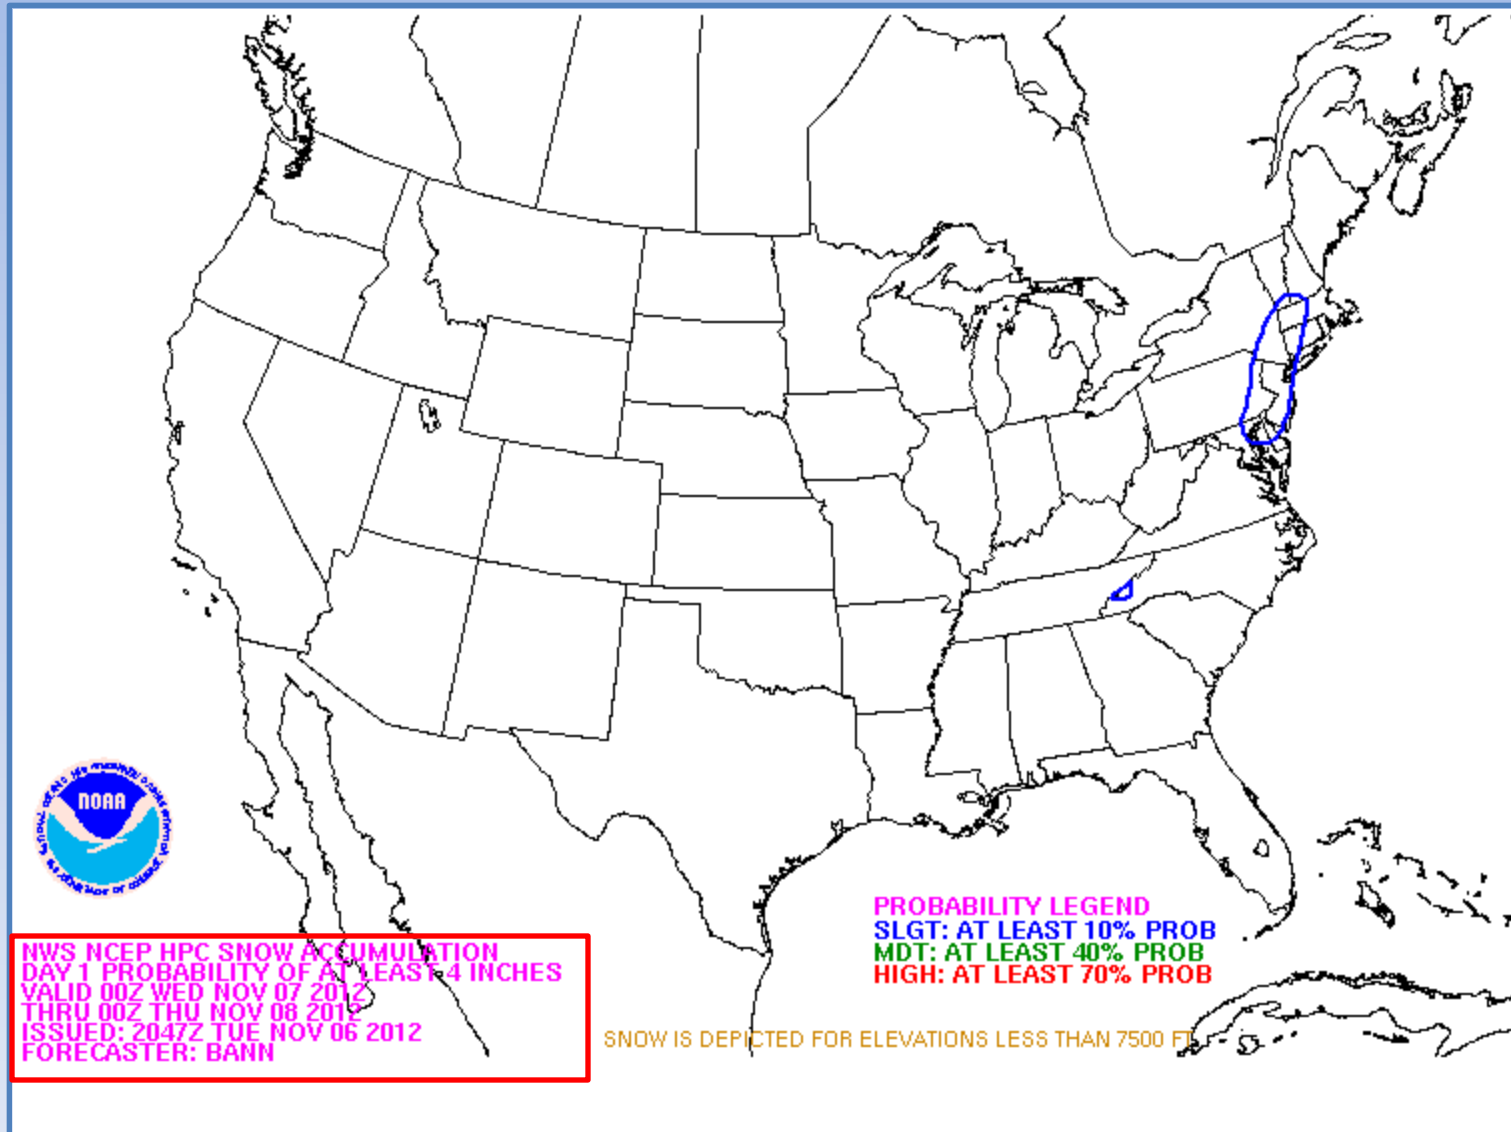 NOAA
PROBABILITY LEGEND
SLGT: AT LEAST 10% PROB
MDT: AT LEAST 40% PROB
HIGH: AT LEAST 70% PROB
NWS NCEP HPC SNOW ACCUMULATION
DAY 1 PROBABILITY OF AT LEAST 4 INCHES
VALID 00Z WED NOV 07 2012
THRU 00Z THU NOV 08 2012
ISSUED: 2047Z TUE NOV 06 2012
FORECASTER: BANN
SNOW IS DEPICTED FOR ELEVATIONS LESS THAN 7500 FT